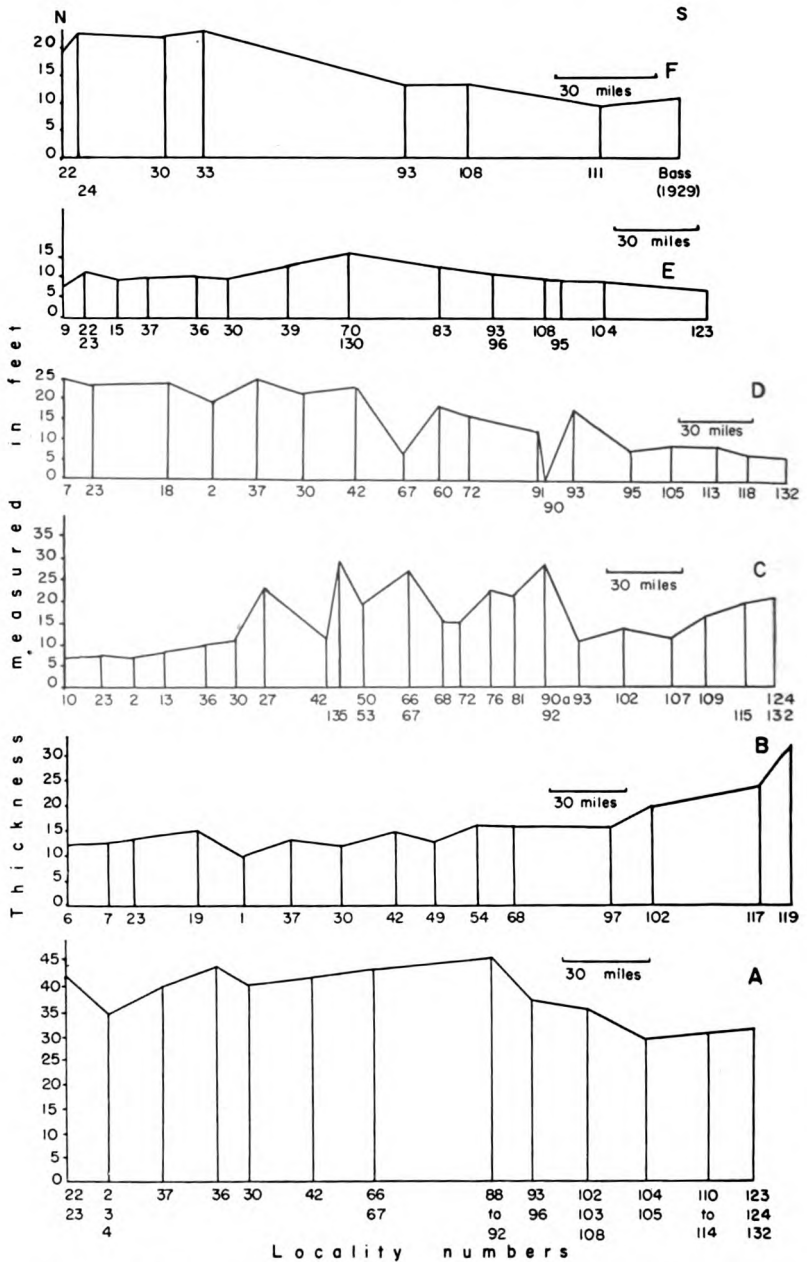 N S
20
15
10
5
0
F
30 miles
22 30 33 93 108 111 Bass
24 (1929)
15
10
5
0
30 miles
E
9 22 15 37 36 30 39 70 83 93 108 104 123
23 130 96 95
25
20
15
10
5
0
D
30 miles
7 23 18 2 37 30 42 67 60 72 91 93 95 105 113 118 132
90
35
30
25
20
15
10
5
0
C
30 miles
10 23 2 13 36 30 27 42 50 66 68 72 76 81 90a 93 102 107 109 124
135 53 67 92 115 132
30
25
20
15
10
5
0
B
30 miles
6 7 23 19 1 37 30 42 49 54 68 97 102 117 119
45
40
35
30
25
20
15
10
5
0
A
30 miles
22 2 37 36 30 42 66 88 93 102 104 110 123
23 3 67 to 96 103 105 to 124
4 92 108 114 132
Thickness measured in feet
Locality numbers